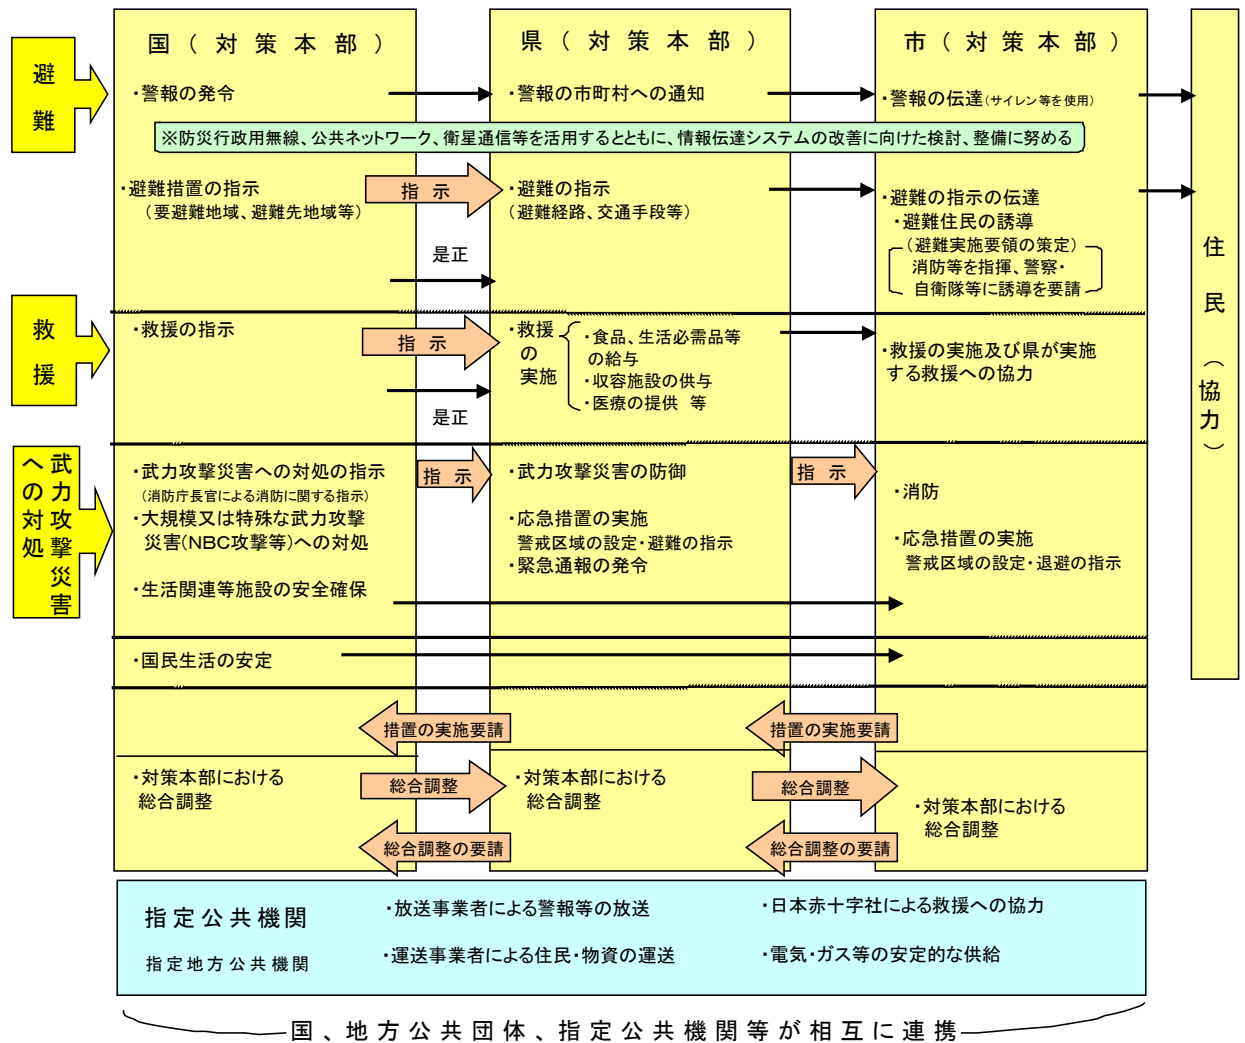 国（対策本部）
県（対策本部）
市（対策本部）
避難
・警報の発令
・警報の市町村への通知
・警報の伝達（サイレン等を使用）
※防災行政用無線、公共ネットワーク、衛星通信等を活用するとともに、情報伝達システムの改善に向けた検討、整備に努める
・避難措置の指示
（要避難地域、避難先地域等）
指示
・避難の指示
（避難経路、交通手段等）
是正
・避難の指示の伝達
・避難住民の誘導
（避難実施要領の策定）
消防等を指揮、警察・
自衛隊等に誘導を要請
住民（協力）
救援
・救援の指示
指示
是正
・救援
の
実施
・食品、生活必需品等
の給与
・収容施設の供与
・医療の提供 等
・救援の実施及び県が実施
する救援への協力
武力攻撃災害
への対処
・武力攻撃災害への対処の指示
（消防庁長官による消防に関する指示）
・大規模又は特殊な武力攻撃
災害(NBC攻撃等)への対処
・生活関連等施設の安全確保
指示
・武力攻撃災害の防御
・応急措置の実施
警戒区域の設定・避難の指示
・緊急通報の発令
指示
・消防
・応急措置の実施
警戒区域の設定・退避の指示
・国民生活の安定
措置の実施要請
措置の実施要請
・対策本部における
総合調整
総合調整
・対策本部における
総合調整
総合調整
・対策本部における
総合調整
総合調整の要請
総合調整の要請
指定公共機関
指定地方公共機関
・放送事業者による警報等の放送
・日本赤十字社による救援への協力
・運送事業者による住民・物資の運送
・電気・ガス等の安定的な供給
国、地方公共団体、指定公共機関等が相互に連携